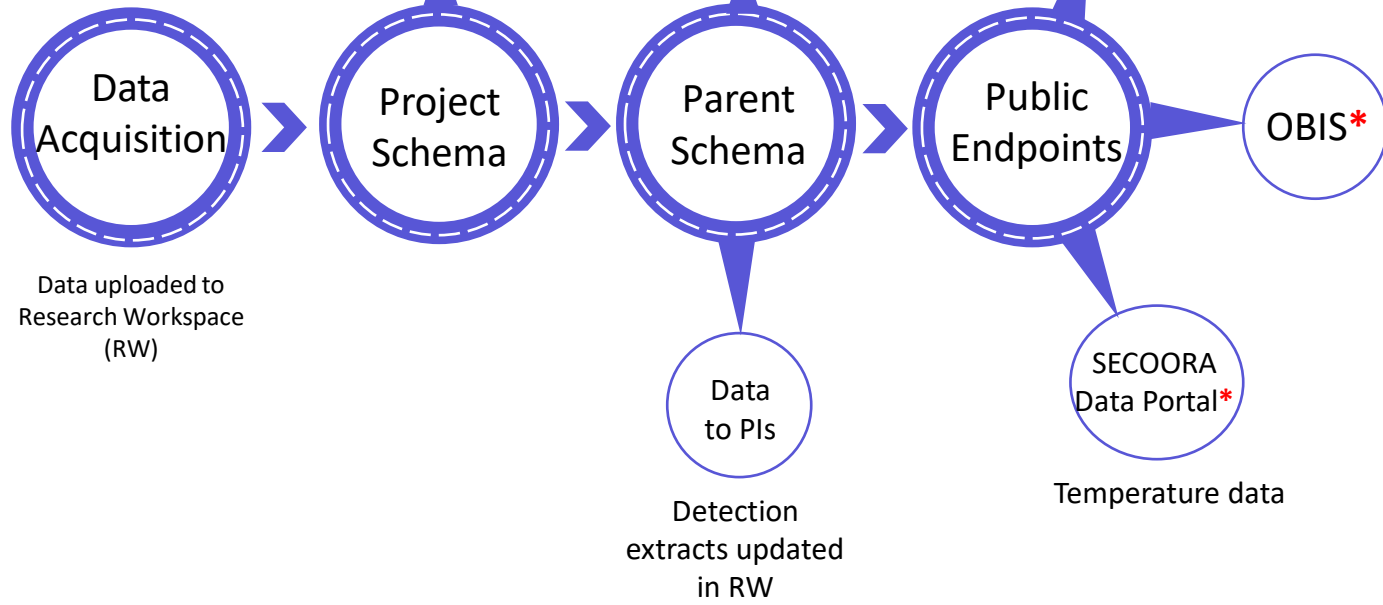 Data
Acquisition
Project
Schema
Parent
Schema
Public
Endpoints
OBIS*
Data uploaded to
Research Workspace
(RW)
Data
to PIs
SECOORA
Data Portal*
Detection
extracts updated
in RW
Temperature data